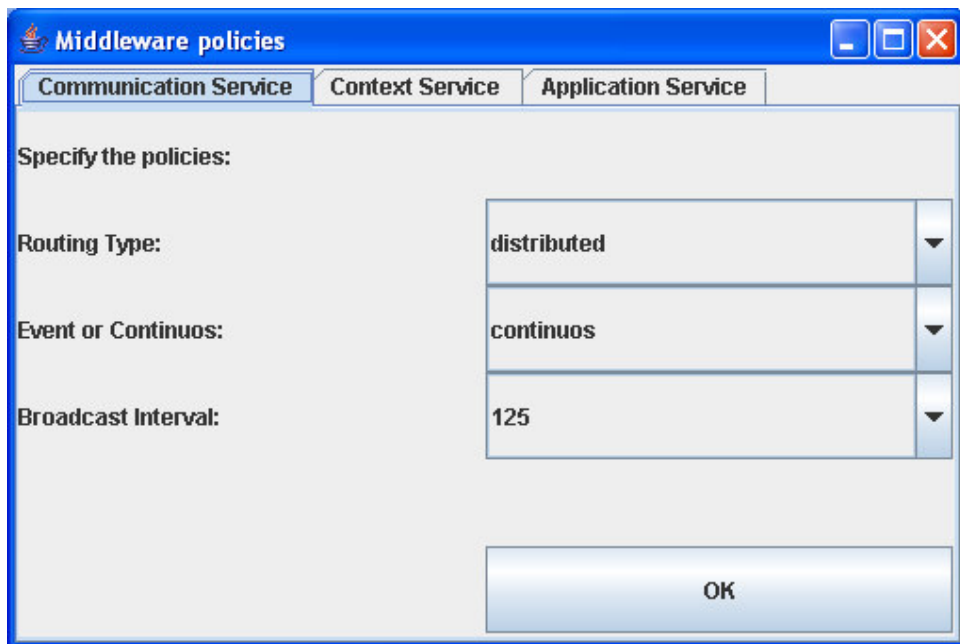 Middleware policies
Communication Service Context Service Application Service
Specify the policies:
Routing Type: distributed
Event or Continuos: continuos
Broadcast Interval: 125
OK